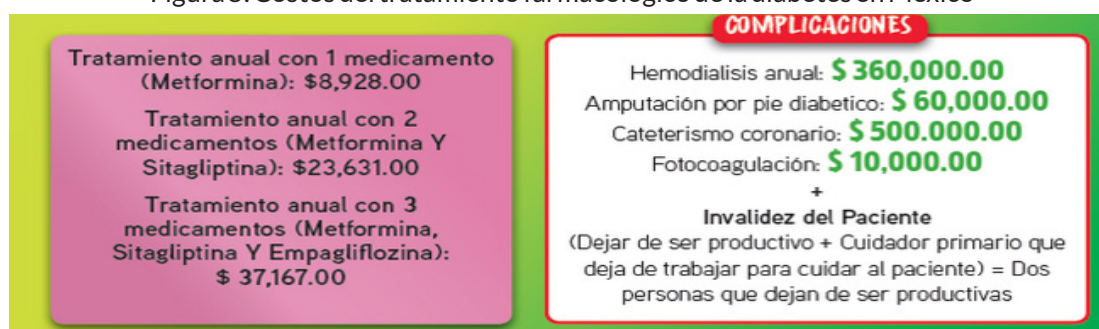 Tratamiento anual con 1 medicamento
(Metformina): $8,928.00
Tratamiento anual con 2
medicamentos (Metformina Y
Sitagliptina): $23,631.00
Tratamiento anual con 3
medicamentos (Metformina,
Sitagliptina Y Empagliflozina):
$ 37,167.00
COMPLICACIONES
Hemodialisis anual: $ 360,000.00
Amputación por pie diabetico: $ 60,000.00
Cateterismo coronario: $ 500.000.00
Fotocoagulación: $ 10,000.00
+
Invalidez del Paciente
(Dejar de ser productivo + Cuidador primario que
deja de trabajar para cuidar al paciente) = Dos
personas que dejan de ser productivas